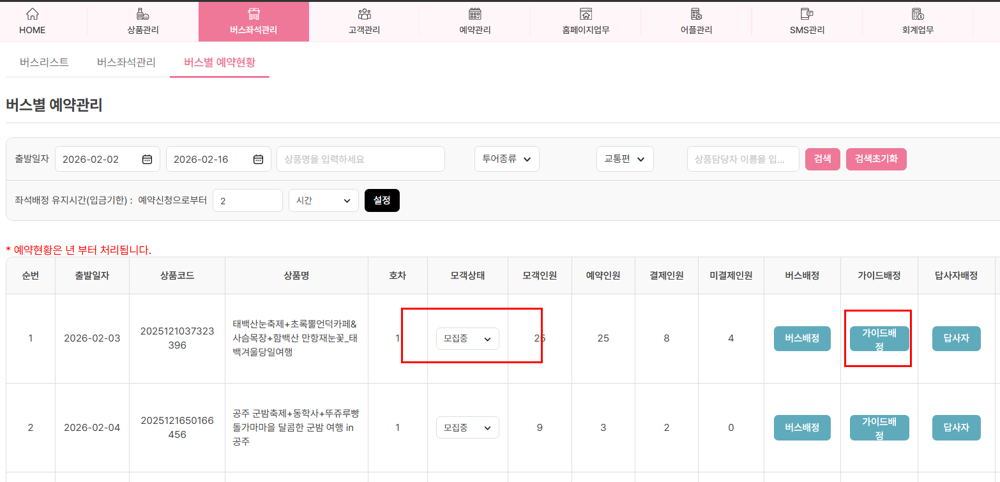 HOME 상품관리 버스좌석관리 고객관리 예약관리 홈페이지업무 어플관리 SMS관리 회계업무
버스리스트 버스좌석관리 버스별 예약현황
버스별 예약관리
출발일자 2026-02-02 2026-02-16 상품명을 입력하세요 투어종류 교통편 상품담당자 이름을 입... 검색 검색초기화
좌석배정 유지시간(입금기한) : 예약신청으로부터 2 시간 설정
* 예약현황은 년 부터 처리됩니다.
순번 출발일자 상품코드 상품명 호차 모객상태 모객인원 예약인원 결제인원 미결제인원 버스배정 가이드배정 답사자배정
1 2026-02-03 2025121037323
396 태백산눈축제+초록뿔언덕카페&
사슴목장+함백산 만항재눈꽃_태
백겨울당일여행 1 모집중 25 25 8 4 버스배정 가이드배
정 답사자
2 2026-02-04 2025121650166
456 공주 군밤축제+동학사+뚜쥬루빵
돌가마마을 달콤한 군밤 여행 in
공주 1 모집중 9 3 2 0 버스배정 가이드배
정 답사자